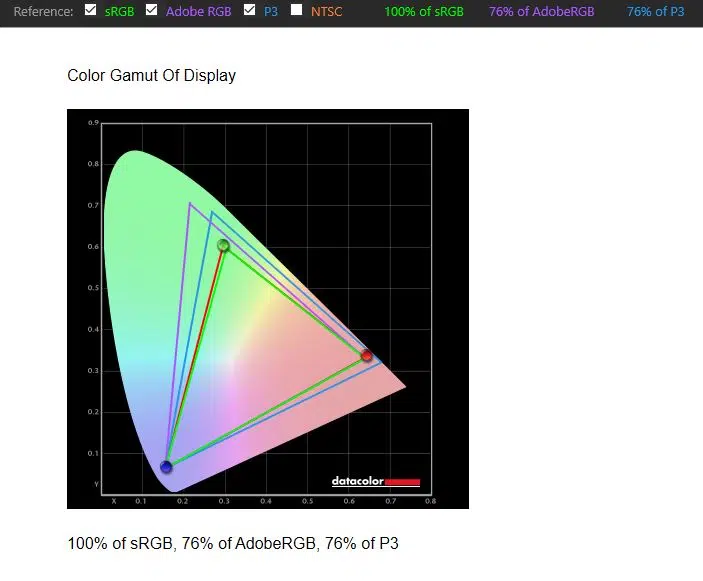 Reference: sRGB Adobe RGB P3 NTSC 100% of sRGB 76% of AdobeRGB 76% of P3
Color Gamut Of Display
0.9
0.8
0.7
0.6
0.5
0.4
0.3
0.2
0.1
Y
datacolor
X 0.1 0.2 0.3 0.4 0.5 0.6 0.7 0.8
100% of sRGB, 76% of AdobeRGB, 76% of P3